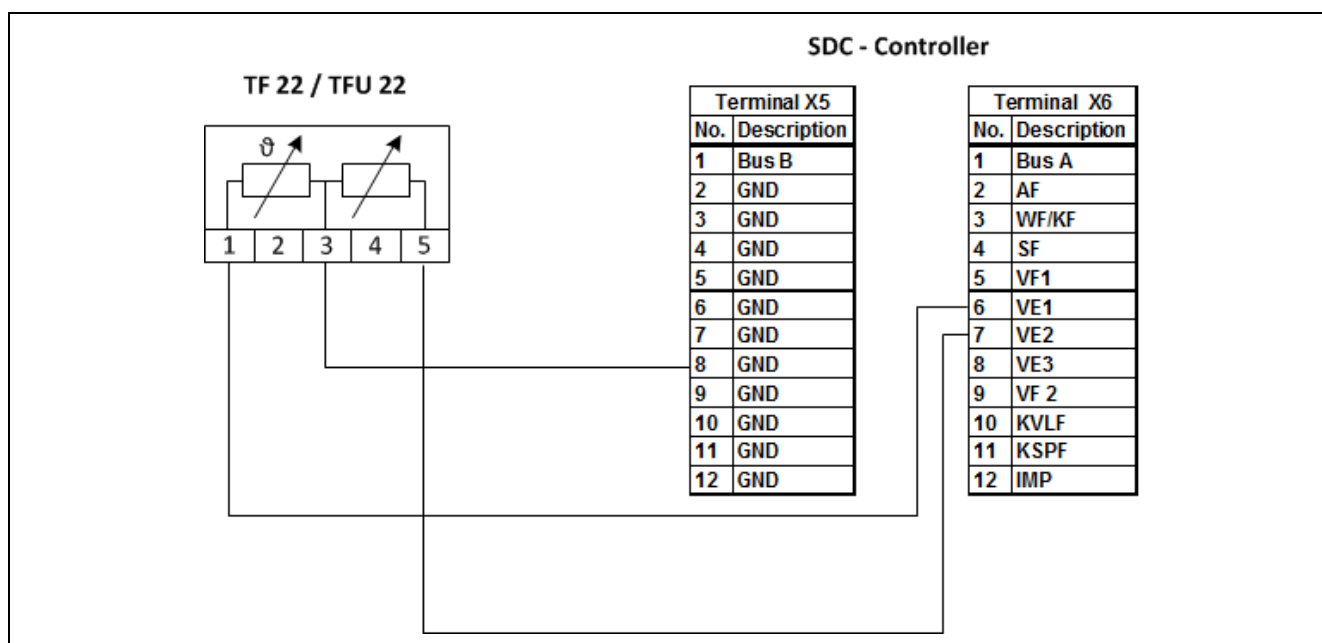 SDC - Controller
TF 22 / TFU 22
ϑ
1 2 3 4 5
Terminal X5
No. Description
1 Bus B
2 GND
3 GND
4 GND
5 GND
6 GND
7 GND
8 GND
9 GND
10 GND
11 GND
12 GND
Terminal X6
No. Description
1 Bus A
2 AF
3 WF/KF
4 SF
5 VF1
6 VE1
7 VE2
8 VE3
9 VF 2
10 KVLF
11 KSPF
12 IMP